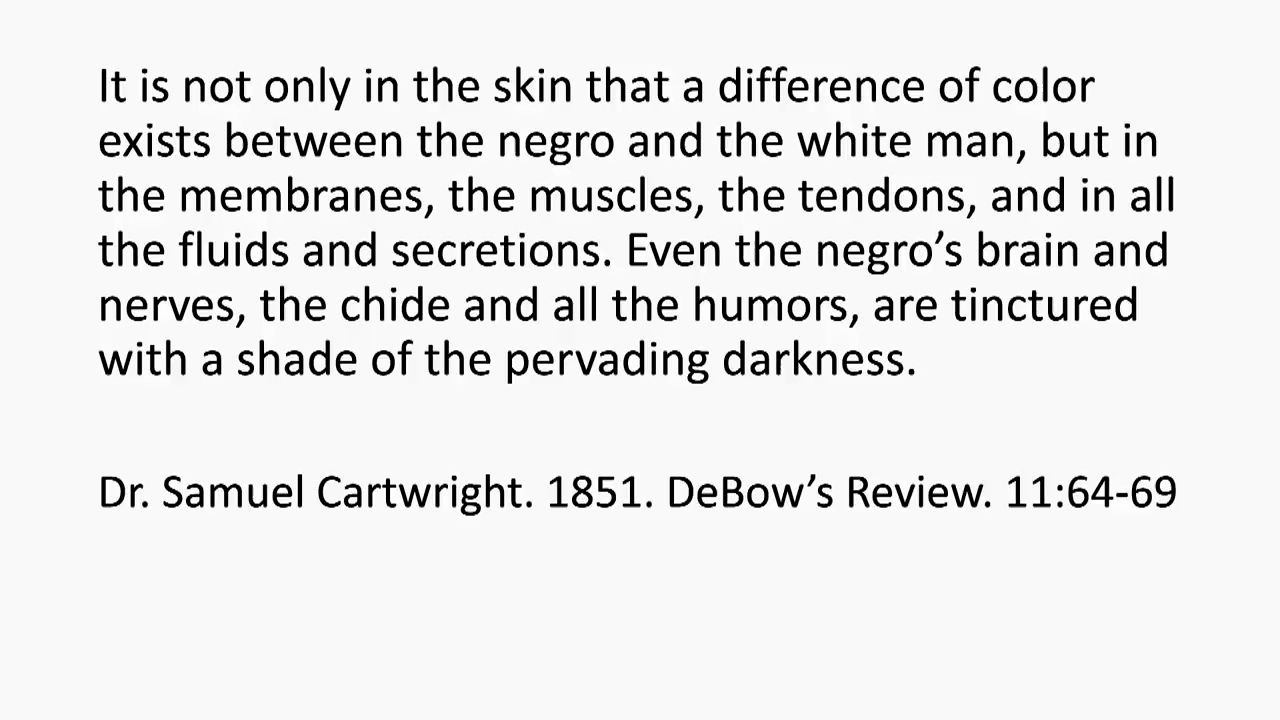 It is not only in the skin that a difference of color
exists between the negro and the white man, but in
the membranes, the muscles, the tendons, and in all
the fluids and secretions. Even the negro’s brain and
nerves, the chide and all the humors, are tinctured
with a shade of the pervading darkness.
Dr. Samuel Cartwright. 1851. DeBow’s Review. 11:64-69